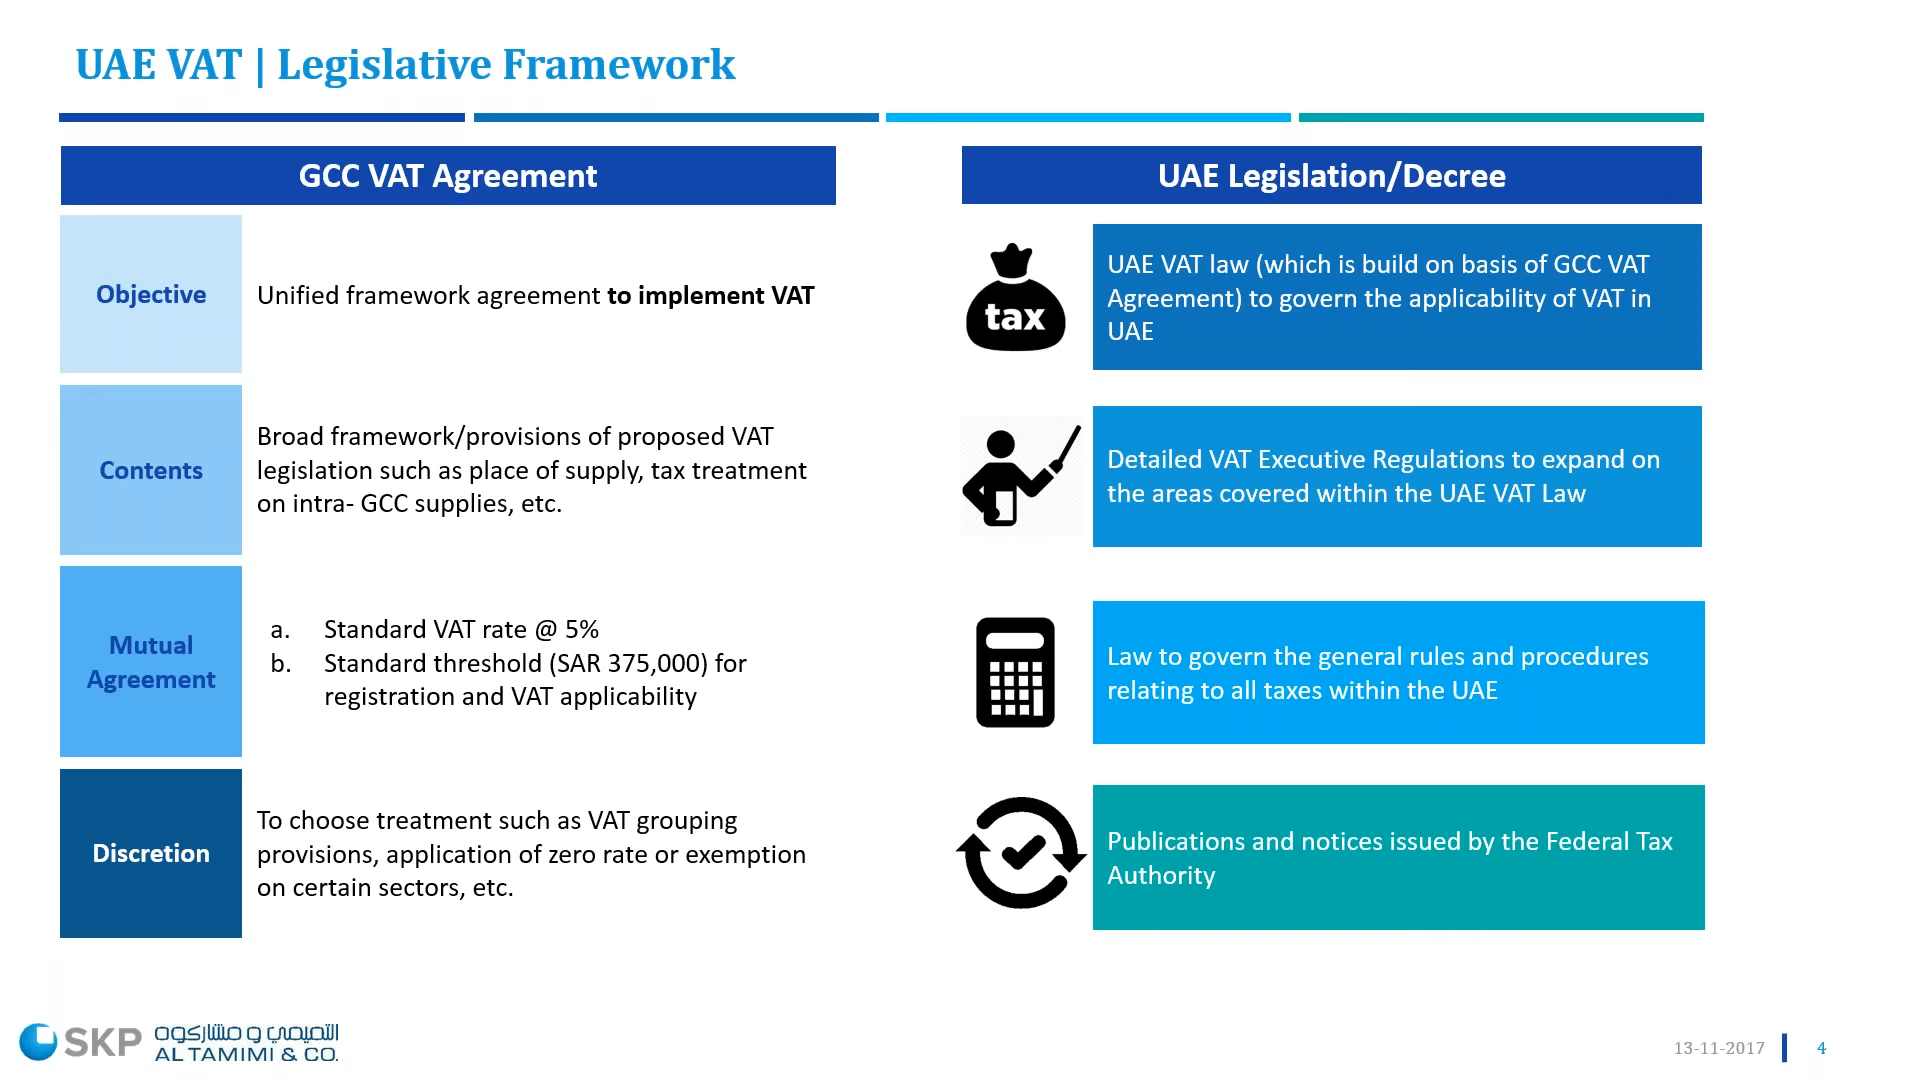 UAE VAT | Legislative Framework
GCC VAT Agreement
Objective
Unified framework agreement to implement VAT
Contents
Broad framework/provisions of proposed VAT
legislation such as place of supply, tax treatment
on intra- GCC supplies, etc.
Mutual
Agreement
a. Standard VAT rate @ 5%
b. Standard threshold (SAR 375,000) for
registration and VAT applicability
Discretion
To choose treatment such as VAT grouping
provisions, application of zero rate or exemption
on certain sectors, etc.
UAE Legislation/Decree
tax
UAE VAT law (which is build on basis of GCC VAT
Agreement) to govern the applicability of VAT in
UAE
Detailed VAT Executive Regulations to expand on
the areas covered within the UAE VAT Law
Law to govern the general rules and procedures
relating to all taxes within the UAE
Publications and notices issued by the Federal Tax
Authority
SKP
التميمي و مشاركوه
AL TAMIMI & CO.
13-11-2017
4